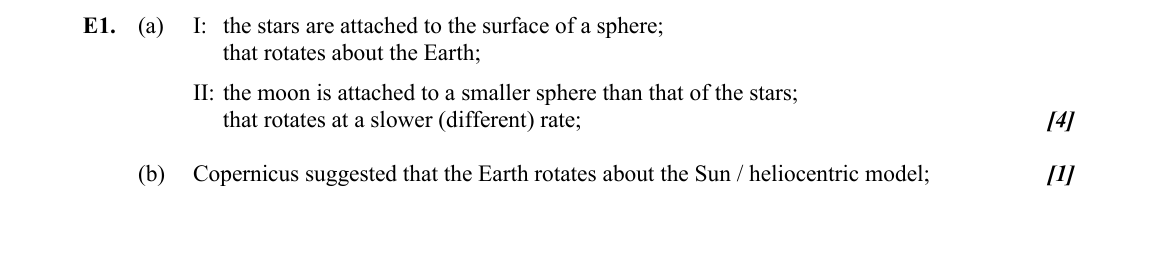 E1. (a) I: the stars are attached to the surface of a sphere;
that rotates about the Earth;
II: the moon is attached to a smaller sphere than that of the stars;
that rotates at a slower (different) rate; [4]
(b) Copernicus suggested that the Earth rotates about the Sun / heliocentric model; [1]